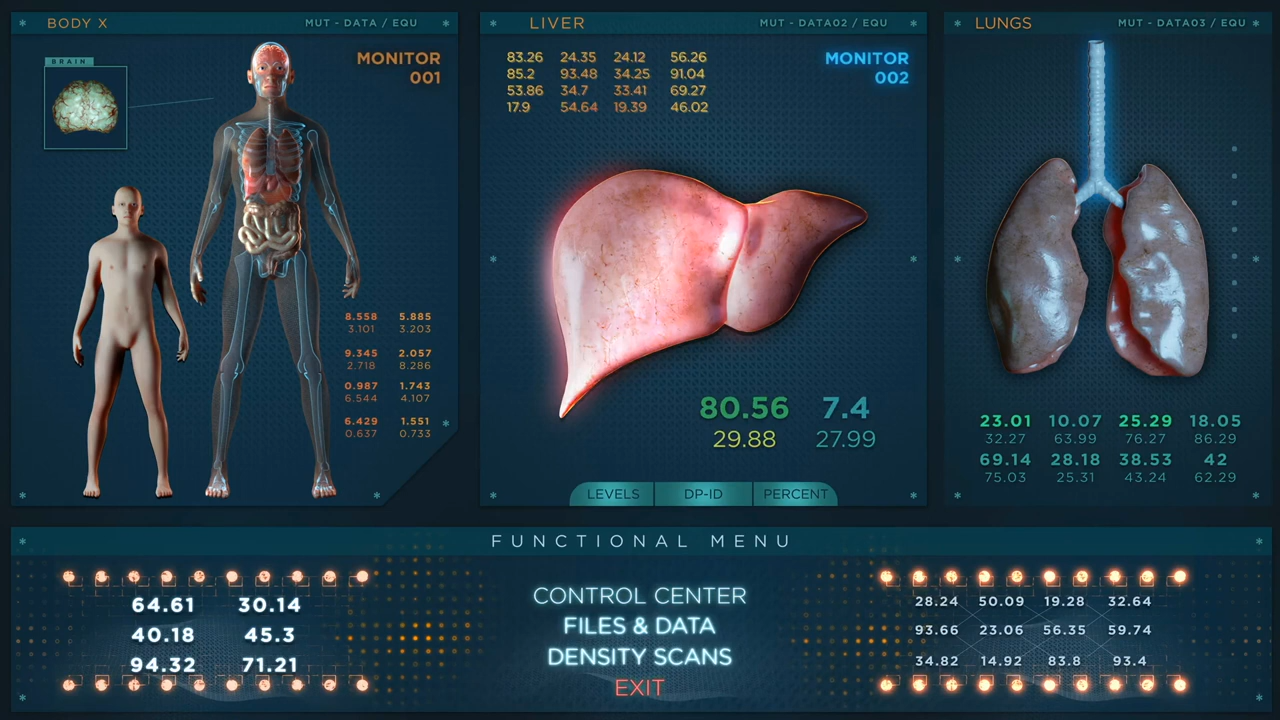 BODY X
MUT - DATA / EQU
BRAIN
MONITOR
001
8.558 5.885
3.101 3.203
9.345 2.057
2.718 8.286
0.987 1.743
6.544 4.107
6.429 1.551
0.637 0.733
LIVER
MUT - DATA02 / EQU
83.26 24.35 24.12 56.26
85.2 93.48 34.25 91.04
53.86 34.7 33.41 69.27
17.9 54.64 19.39 46.02
MONITOR
002
80.56 7.4
29.88 27.99
LEVELS DP-ID PERCENT
LUNGS
MUT - DATA03 / EQU
23.01 10.07 25.29 18.05
32.27 63.99 76.27 86.29
69.14 28.18 38.53 42
75.03 25.31 43.24 62.29
FUNCTIONAL MENU
64.61 30.14
40.18 45.3
94.32 71.21
CONTROL CENTER
FILES & DATA
DENSITY SCANS
EXIT
28.24 50.09 19.28 32.64
93.66 23.06 56.35 59.74
34.82 14.92 83.8 93.4